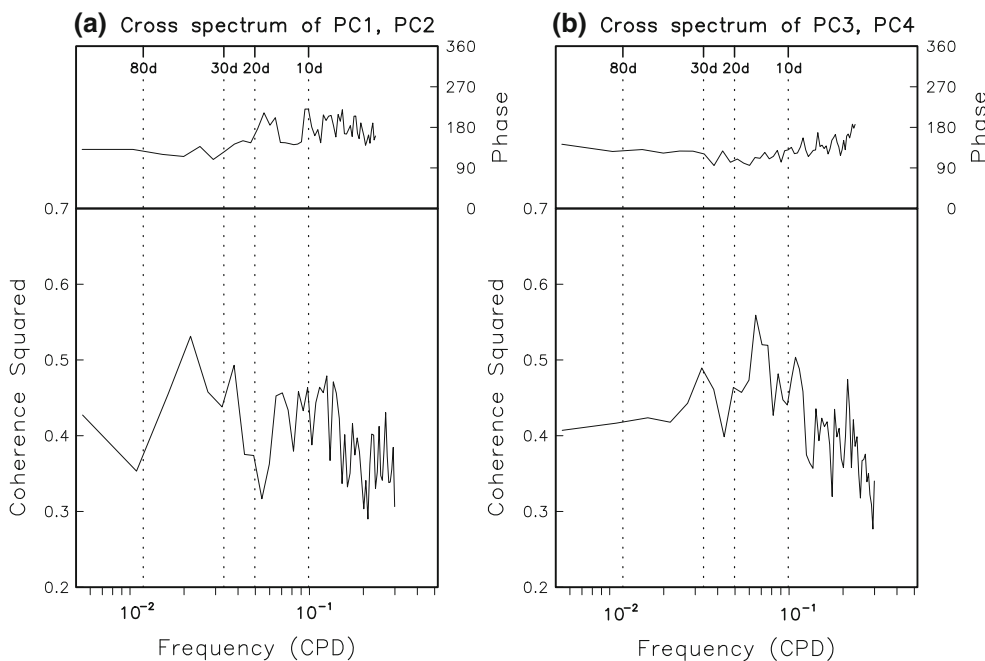 (a) Cross spectrum of PC1, PC2
80d 30d 20d 10d
360
270
180
90
0
Phase
0.7
0.6
0.5
0.4
0.3
0.2
Coherence Squared
10⁻² 10⁻¹
Frequency (CPD)
(b) Cross spectrum of PC3, PC4
80d 30d 20d 10d
360
270
180
90
0
Phase
0.7
0.6
0.5
0.4
0.3
0.2
Coherence Squared
10⁻² 10⁻¹
Frequency (CPD)